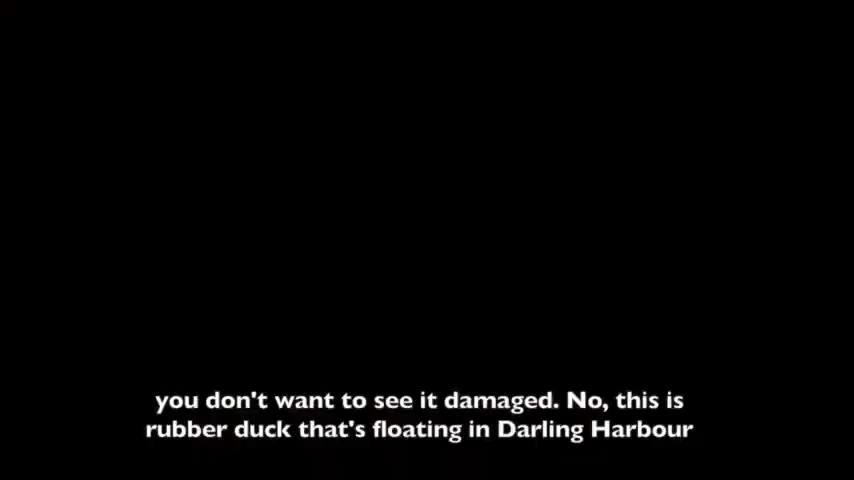 you don't want to see it damaged. No, this is
rubber duck that's floating in Darling Harbour